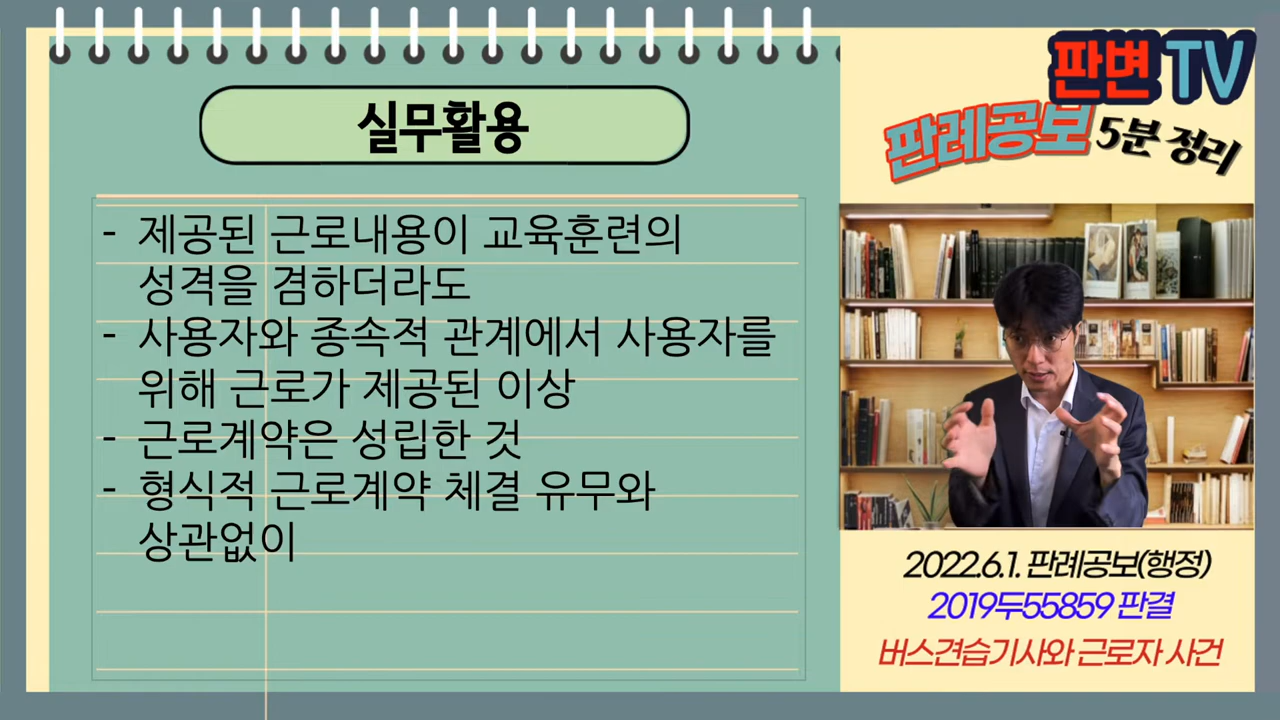 실무활용
- 제공된 근로내용이 교육훈련의
성격을 겸하더라도
- 사용자와 종속적 관계에서 사용자를
위해 근로가 제공된 이상
- 근로계약은 성립한 것
- 형식적 근로계약 체결 유무와
상관없이
판변 TV
판례공보 5분 정리
2022.6.1. 판례공보(행정)
2019두55859 판결
버스견습기사와 근로자 사건